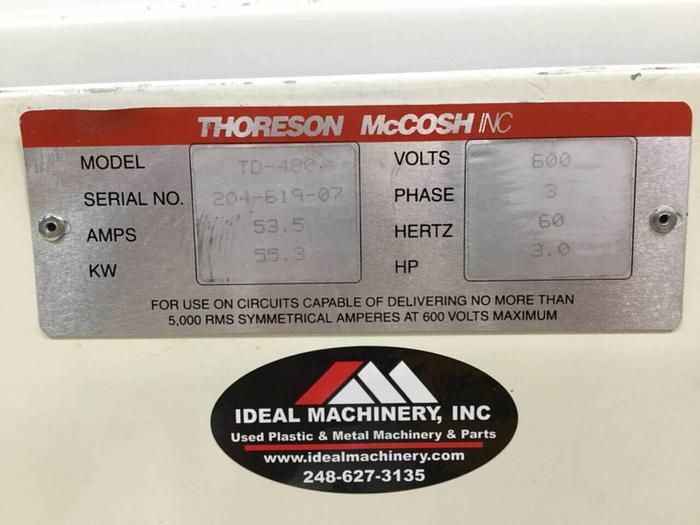 THORESON McCOSH INC
MODEL TD-480 VOLTS 600
SERIAL NO. 204-619-07 PHASE 3
AMPS 53.5 HERTZ 60
KW 55.3 HP 3.0
FOR USE ON CIRCUITS CAPABLE OF DELIVERING NO MORE THAN
5,000 RMS SYMMETRICAL AMPERES AT 600 VOLTS MAXIMUM
IDEAL MACHINERY, INC
Used Plastic & Metal Machinery & Parts
www.idealmachinery.com
248-627-3135